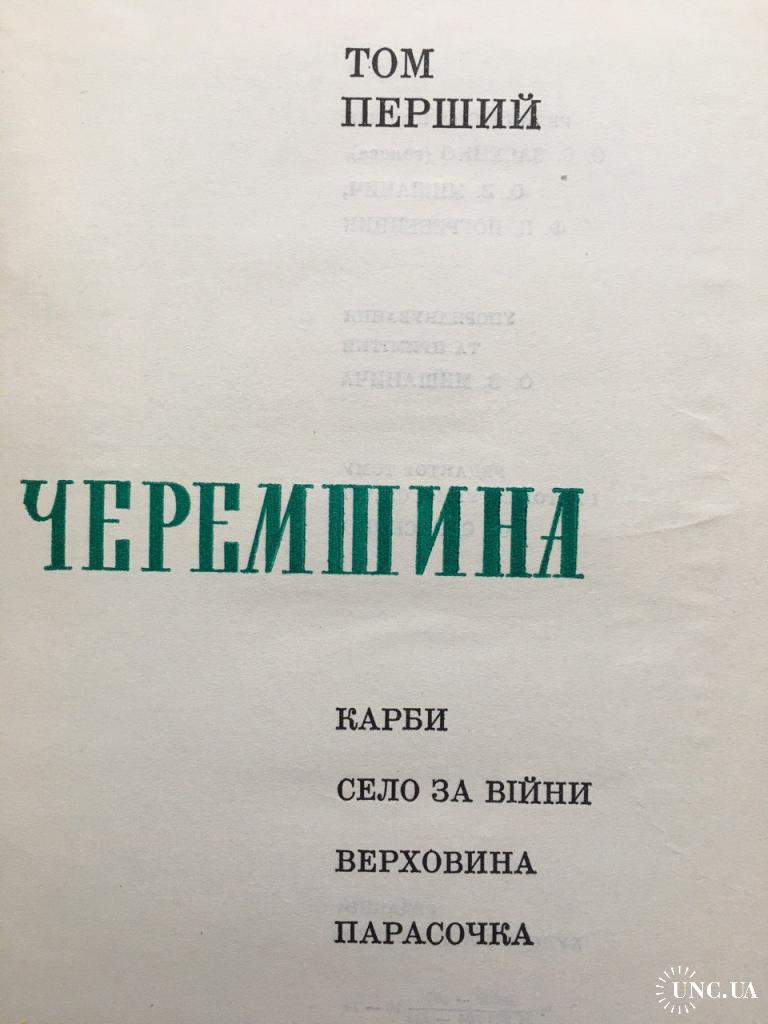 ТОМ
ПЕРШИЙ
ЧЕРЕМШИНА
КАРБИ
СЕЛО ЗА ВІЙНИ
ВЕРХОВИНА
ПАРАСОЧКА
UNC.UA